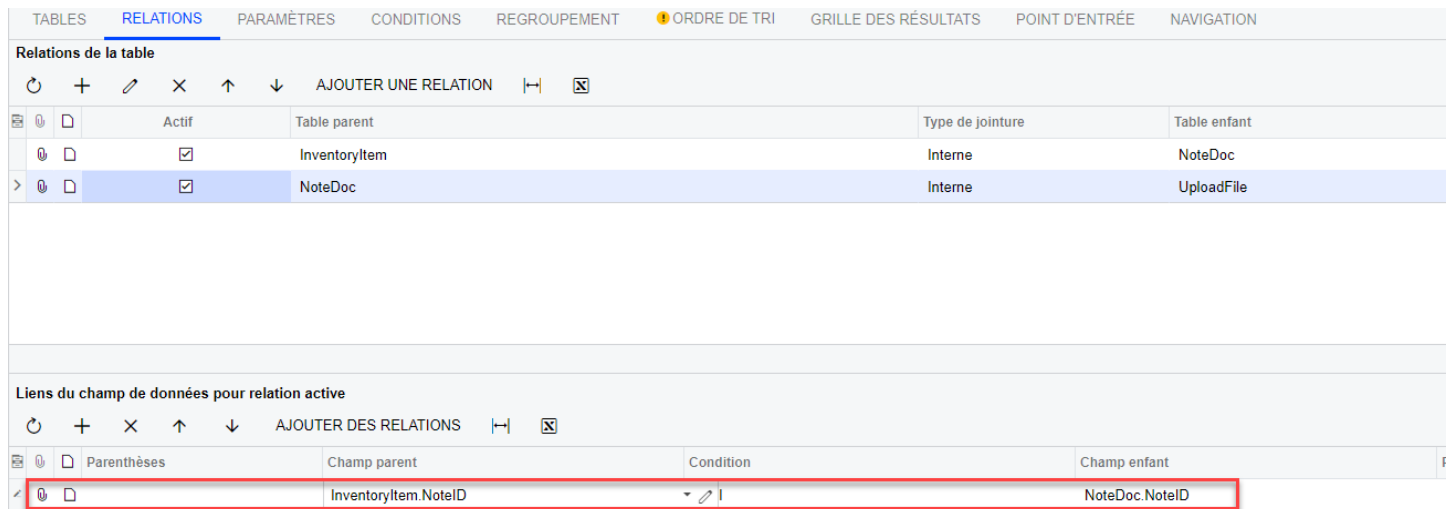 TABLES RELATIONS PARAMÈTRES CONDITIONS REGROUPEMENT ORDRE DE TRI GRILLE DES RÉSULTATS POINT D'ENTRÉE NAVIGATION
Relations de la table
AJOUTER UNE RELATION
Actif Table parent Type de jointure Table enfant
InventoryItem Interne NoteDoc
NoteDoc Interne UploadFile
Liens du champ de données pour relation active
AJOUTER DES RELATIONS
Parenthèses Champ parent Condition Champ enfant
InventoryItem.NoteID NoteDoc.NoteID